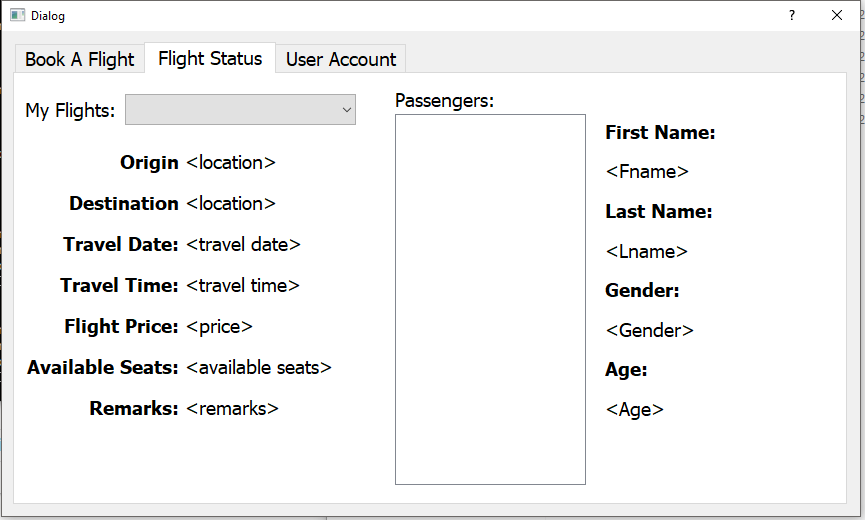 Dialog
?
Book A Flight
Flight Status
User Account
My Flights:
Origin <location>
Destination <location>
Travel Date: <travel date>
Travel Time: <travel time>
Flight Price: <price>
Available Seats: <available seats>
Remarks: <remarks>
Passengers:
First Name:
<Fname>
Last Name:
<Lname>
Gender:
<Gender>
Age:
<Age>